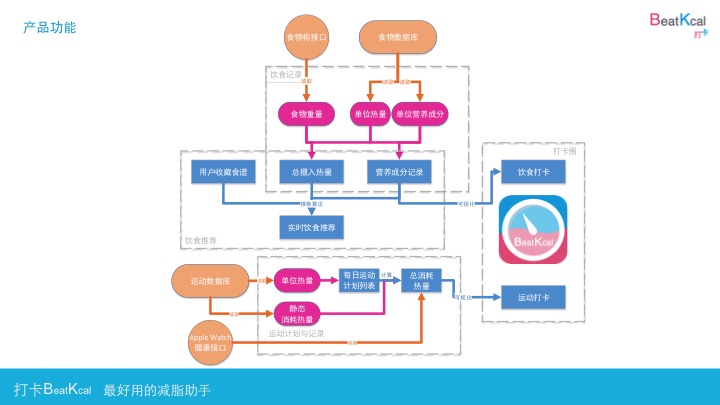 产品功能
BeatKcal
打卡
食物称接口
食物数据库
饮食记录
读取
读取
读取
食物重量
单位热量
单位营养成分
打卡圈
用户收藏食谱
总摄入热量
营养成分记录
饮食打卡
推荐算法
可视化
实时饮食推荐
饮食推荐
BeatKcal
运动数据库
读取
单位热量
每日运动
计划列表
计算
总消耗
热量
可视化
运动打卡
读取
静态
消耗热量
运动计划与记录
Apple Watch
健康接口
读取
打卡BeatKcal 最好用的减脂助手